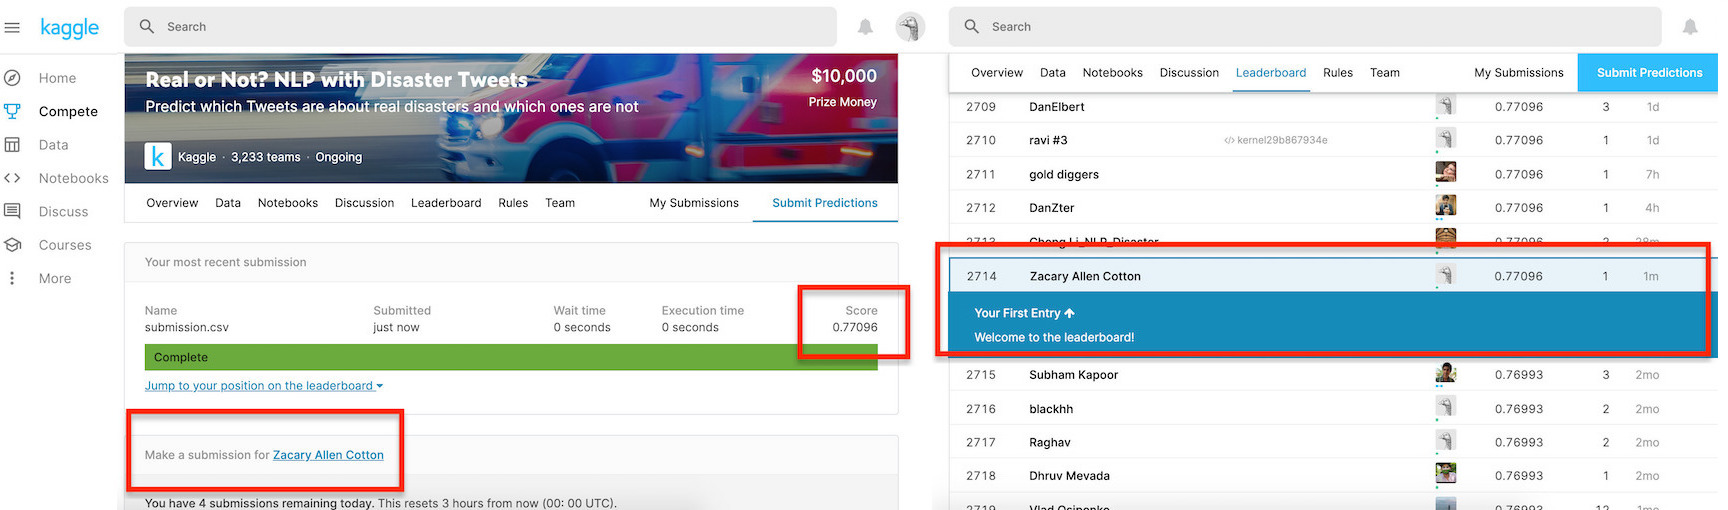 kaggle
Search
Home
Compete
Data
Notebooks
Discuss
Courses
More
Real or Not? NLP with Disaster Tweets
$10,000
Predict which Tweets are about real disasters and which ones are not
Prize Money
k Kaggle · 3,233 teams · Ongoing
Overview Data Notebooks Discussion Leaderboard Rules Team My Submissions Submit Predictions
Your most recent submission
Name Submitted Wait time Execution time Score
submission.csv just now 0 seconds 0 seconds 0.77096
Complete
Jump to your position on the leaderboard
Make a submission for Zacary Allen Cotton
You have 4 submissions remaining today. This resets 3 hours from now (00: 00 UTC).
Search
Overview Data Notebooks Discussion Leaderboard Rules Team My Submissions Submit Predictions
2709 DanElbert 0.77096 3 1d
2710 ravi #3 </> kernel29b867934e 0.77096 1 1d
2711 gold diggers 0.77096 1 7h
2712 DanZter 0.77096 1 4h
2713 Chong Li_NLP_Disaster 0.77096 2 28m
2714 Zacary Allen Cotton 0.77096 1 1m
Your First Entry
Welcome to the leaderboard!
2715 Subham Kapoor 0.76993 3 2mo
2716 blackhh 0.76993 2 2mo
2717 Raghav 0.76993 2 2mo
2718 Dhruv Mevada 0.76993 1 2mo
2719 Vlad Osipenko 0.76993 12 1mo